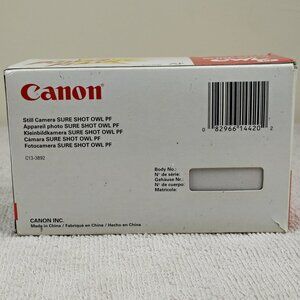 Canon
Still Camera SURE SHOT OWL PF
Appareil photo SURE SHOT OWL PF
Kleinbildkamera SURE SHOT OWL PF
Cámara SURE SHOT OWL PF
Fotocamera SURE SHOT OWL PF
C13-3892
0 82966 14420 2
Body No.:
N° de série:
Gehäuse Nr.:
N° de cuerpo:
Matricola:
CANON INC.
Made in China / Fabriqué en Chine / Hecho en China